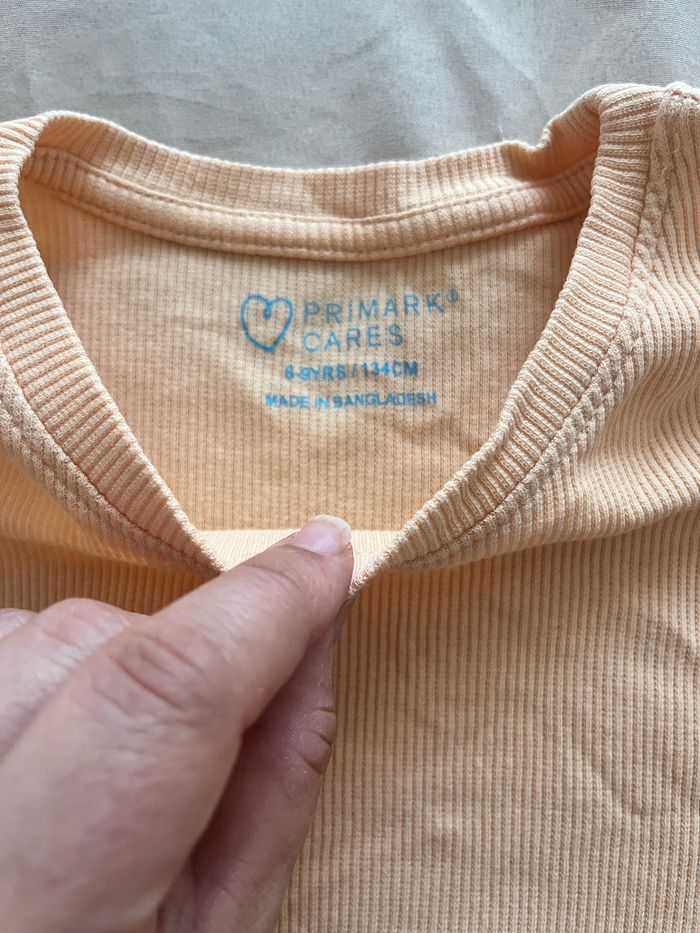 PRIMARK®
CARES
8-9YRS/134CM
MADE IN BANGLADESH